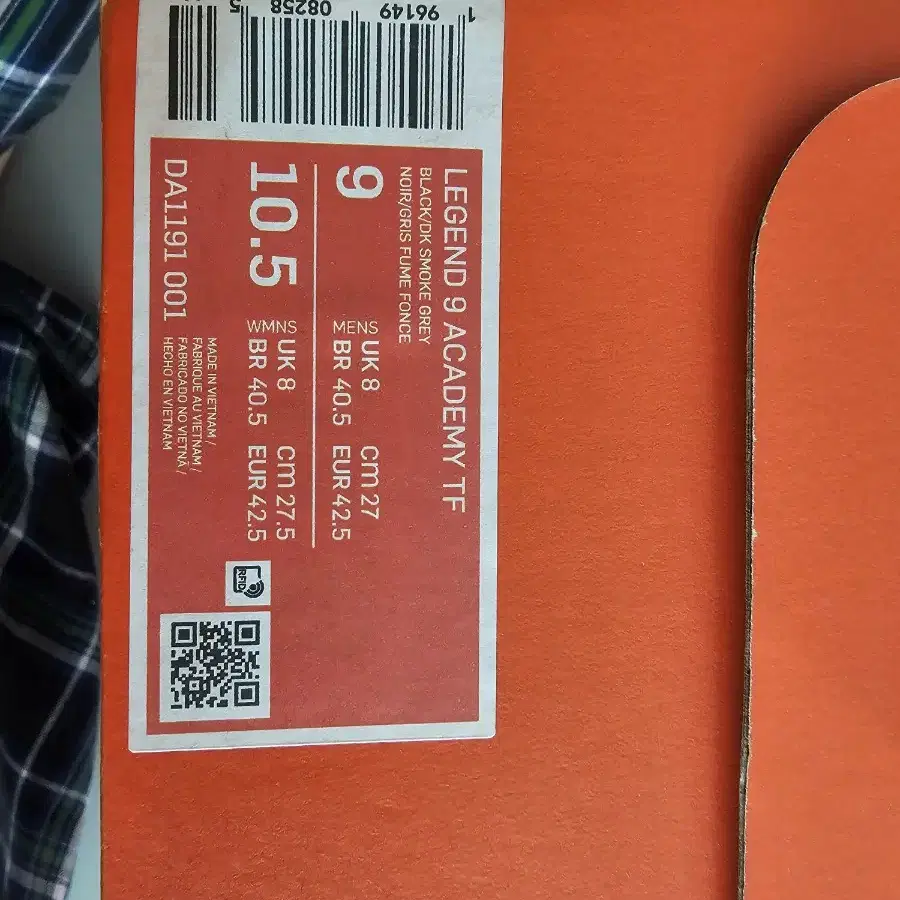 LEGEND 9 ACADEMY TF
BLACK/DK SMOKE GREY
NOIR/GRIS FUME FONCE
9
MENS
UK 8 cm 27
BR 40.5 EUR 42.5
10.5
WMNS
UK 8 cm 27.5
BR 40.5 EUR 42.5
DA1191 001
MADE IN VIETNAM /
FABRIQUE AU VIETNAM /
FABRICADO NO VIETNÃ /
HECHO EN VIETNAM
RFID
1 96149 08258 5